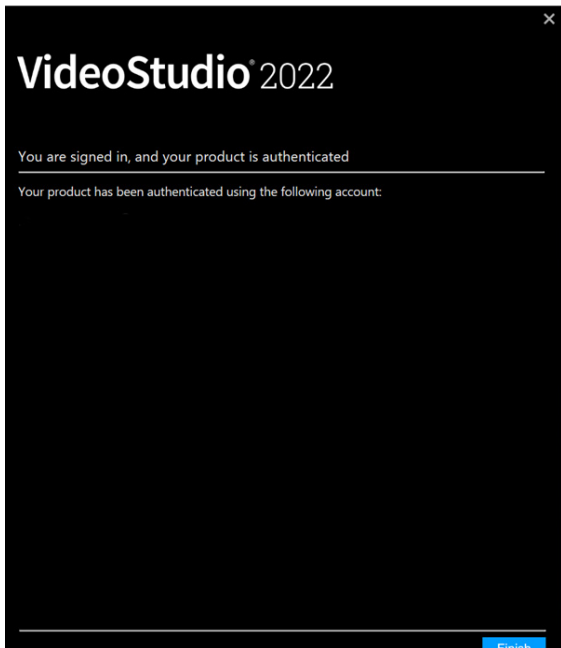 VideoStudio® 2022
You are signed in, and your product is authenticated
Your product has been authenticated using the following account:
Finish